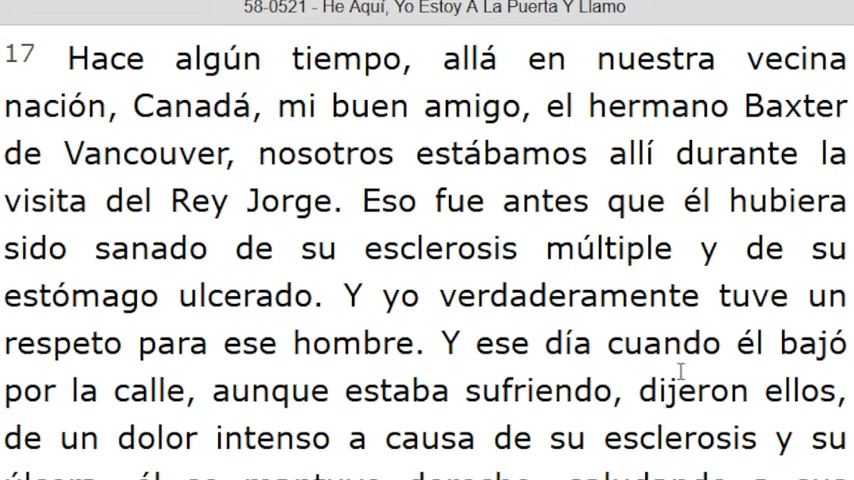 58-0521 - He Aquí, Yo Estoy A La Puerta Y Llamo
17 Hace algún tiempo, allá en nuestra vecina
nación, Canadá, mi buen amigo, el hermano Baxter
de Vancouver, nosotros estábamos allí durante la
visita del Rey Jorge. Eso fue antes que él hubiera
sido sanado de su esclerosis múltiple y de su
estómago ulcerado. Y yo verdaderamente tuve un
respeto para ese hombre. Y ese día cuando él bajó
por la calle, aunque estaba sufriendo, dijeron ellos,
de un dolor intenso a causa de su esclerosis y su